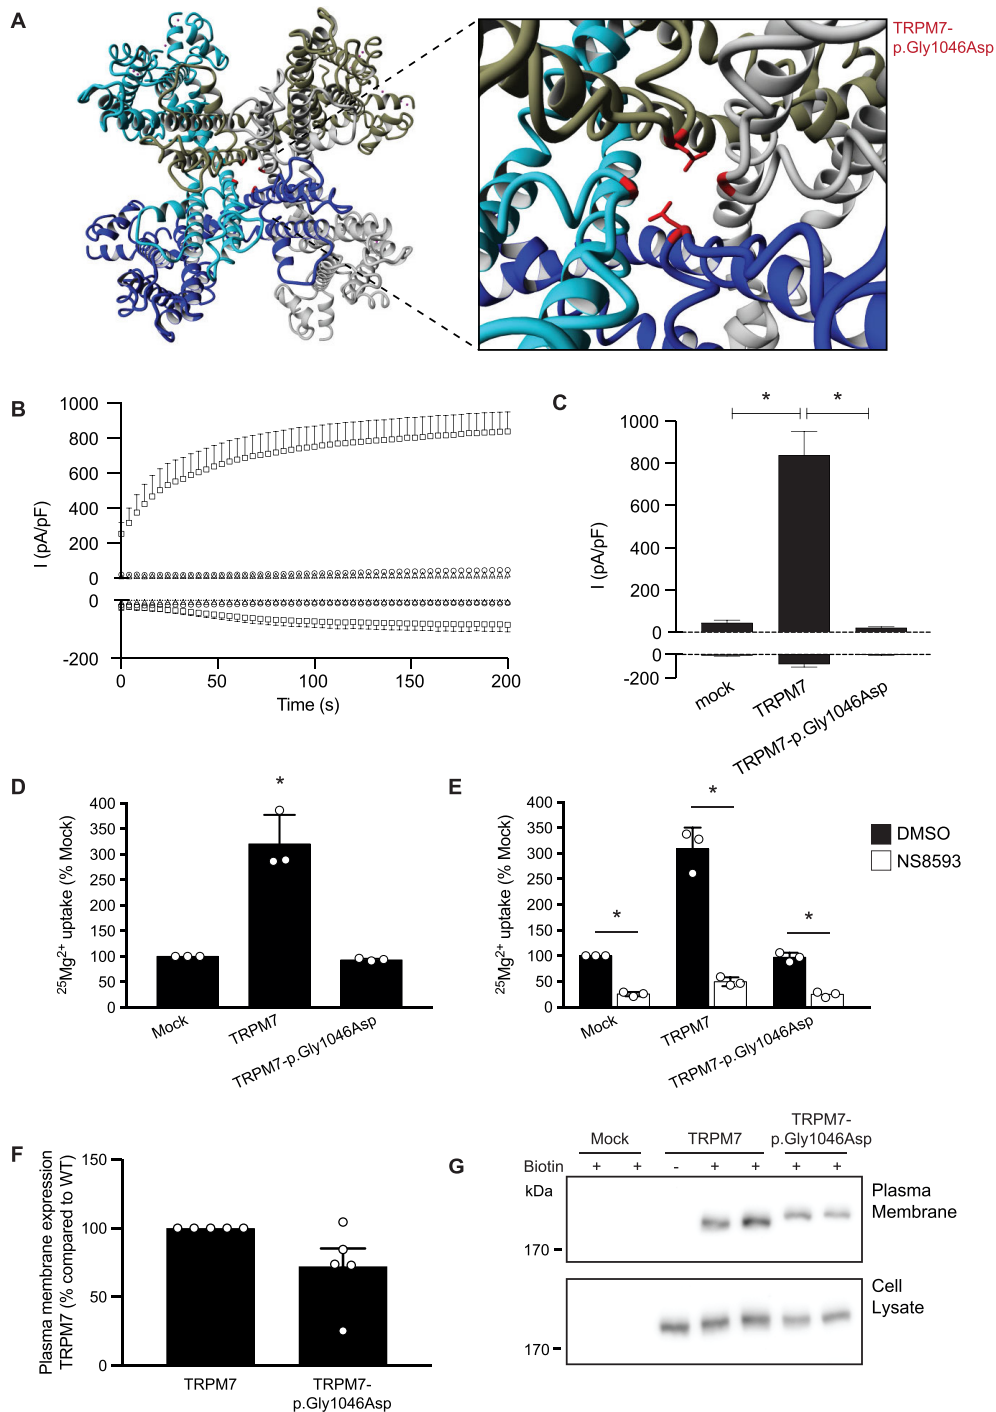 A
TRPM7-
p.Gly1046Asp
B
I (pA/pF)
1000
800
600
400
200
0
0
-200
0
50
100
150
200
Time (s)
C
*
*
I (pA/pF)
1000
800
600
400
200
0
0
-200
mock
TRPM7
TRPM7-p.Gly1046Asp
D
²⁵Mg²⁺ uptake (% Mock)
400
350
300
250
200
150
100
50
0
*
Mock
TRPM7
TRPM7-p.Gly1046Asp
E
²⁵Mg²⁺ uptake (% Mock)
400
350
300
250
200
150
100
50
0
*
*
*
Mock
TRPM7
TRPM7-p.Gly1046Asp
DMSO
NS8593
F
Plasma membrane expression
TRPM7 (% compared to WT)
150
100
50
0
TRPM7
TRPM7-
p.Gly1046Asp
G
Mock
TRPM7
TRPM7-
p.Gly1046Asp
Biotin + + - + + + +
kDa
170
Plasma
Membrane
170
Cell
Lysate